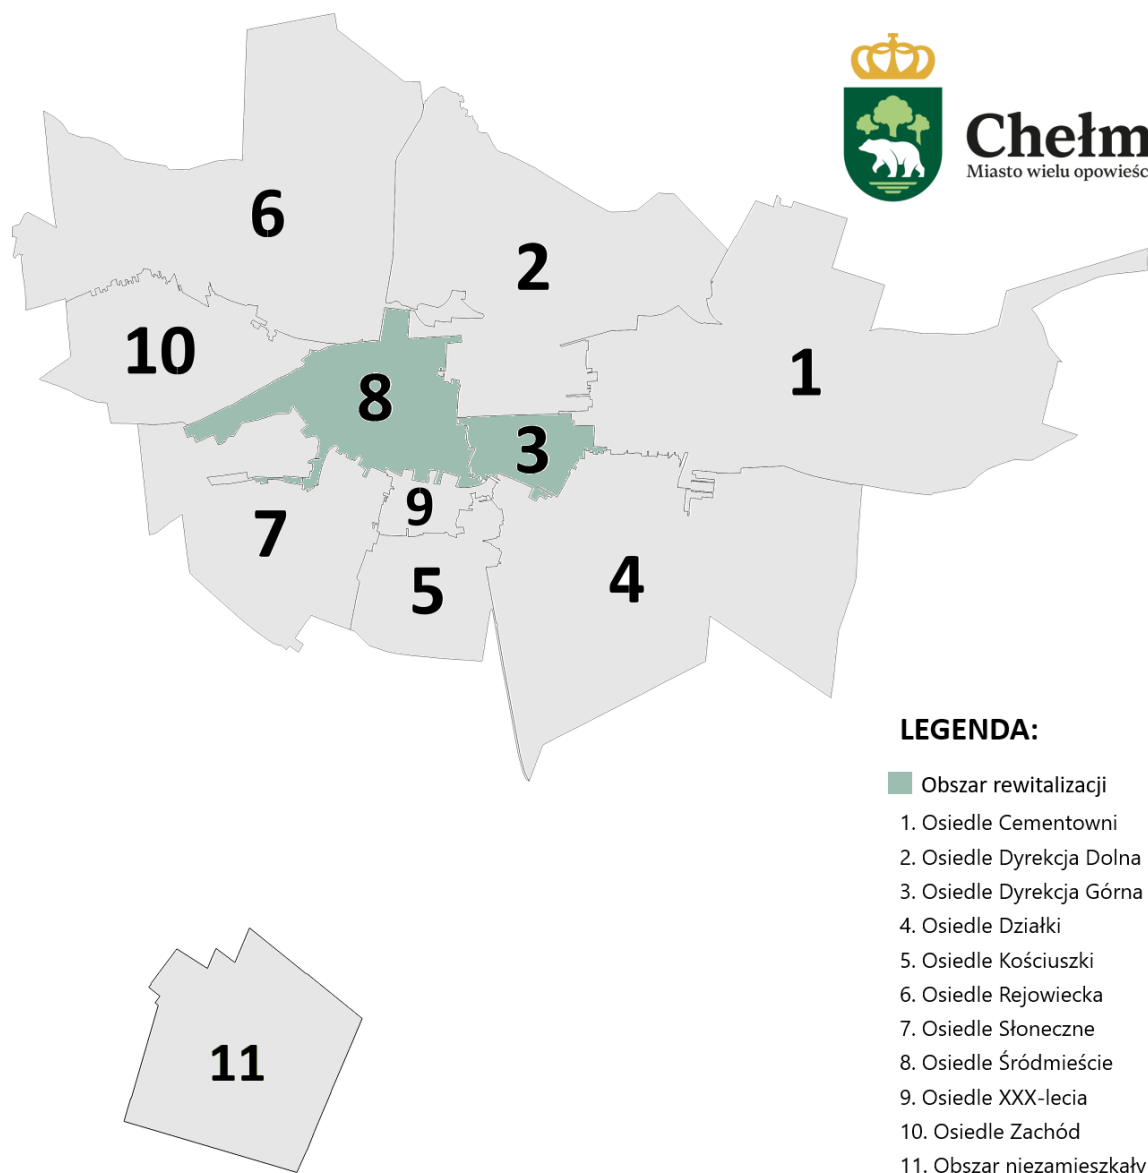 Chełm
Miasto wielu opowieśc
6
2
10
1
8
3
9
7
5
4
11
LEGENDA:
Obszar rewitalizacji
1. Osiedle Cementowni
2. Osiedle Dyrekcja Dolna
3. Osiedle Dyrekcja Górna
4. Osiedle Działki
5. Osiedle Kościuszki
6. Osiedle Rejowiecka
7. Osiedle Słoneczne
8. Osiedle Śródmieście
9. Osiedle XXX-lecia
10. Osiedle Zachód
11. Obszar niezamieszkały